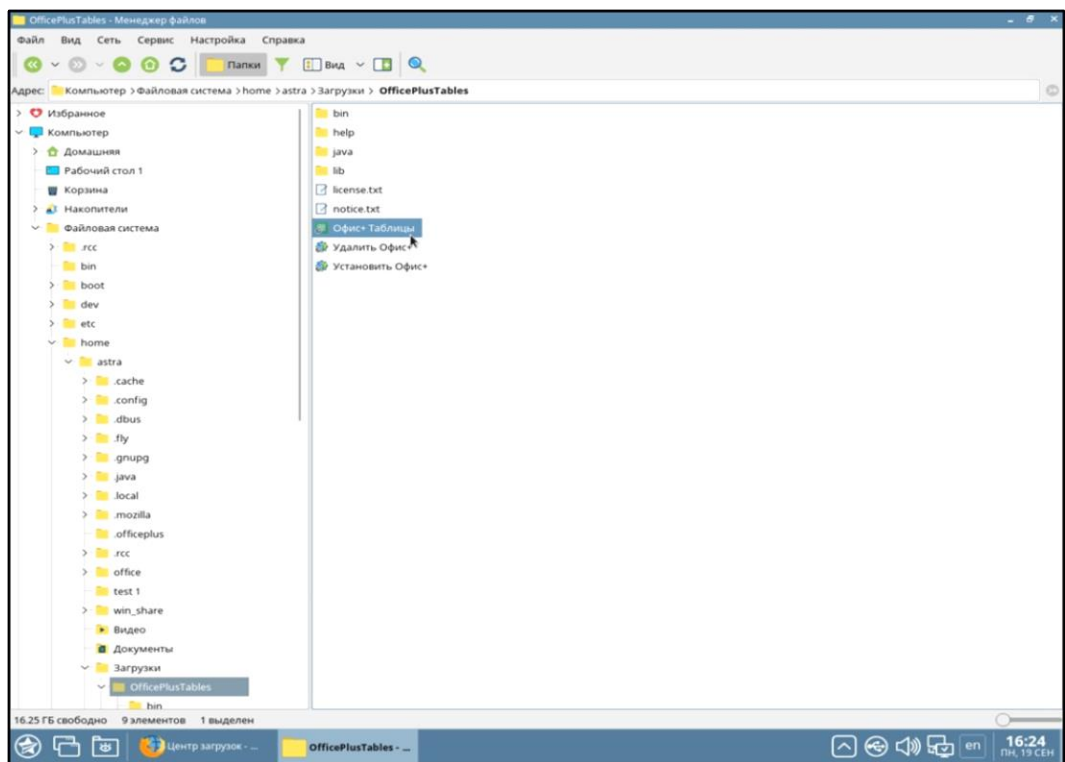 OfficePlusTables - Менеджер файлов
Файл Вид Сеть Сервис Настройка Справка
Папки Вид
Адрес: Компьютер > Файловая система > home > astra > Загрузки > OfficePlusTables
Избранное
Компьютер
Домашняя
Рабочий стол 1
Корзина
Накопители
Файловая система
.rcc
bin
boot
dev
etc
home
astra
.cache
.config
.dbus
.fly
.gnupg
.java
.local
.mozilla
.officeplus
.rcc
office
test 1
win_share
Видео
Документы
Загрузки
OfficePlusTables
bin
bin
help
java
lib
license.txt
notice.txt
Офис+ Таблицы
Удалить Офис+
Установить Офис+
16.25 ГБ свободно 9 элементов 1 выделен
Центр загрузок - ... OfficePlusTables - ... en 16:24
ПН, 19 СЕН